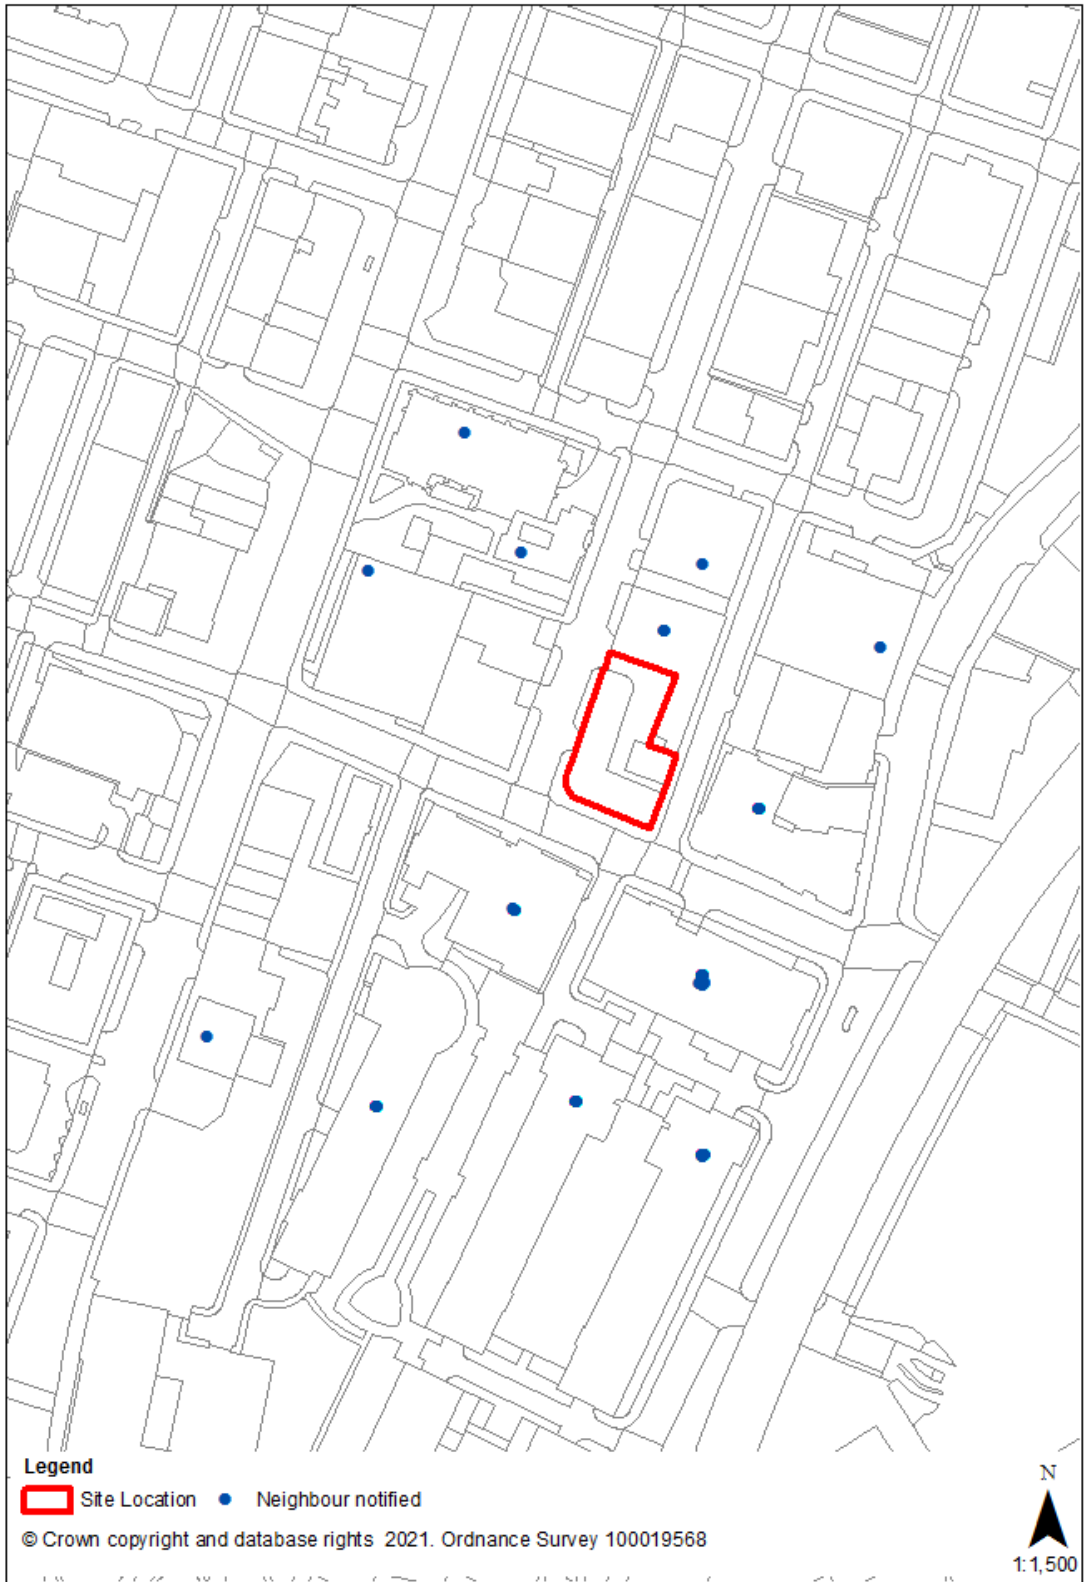 Legend
Site Location Neighbour notified
© Crown copyright and database rights 2021. Ordnance Survey 100019568
N
1:1,500